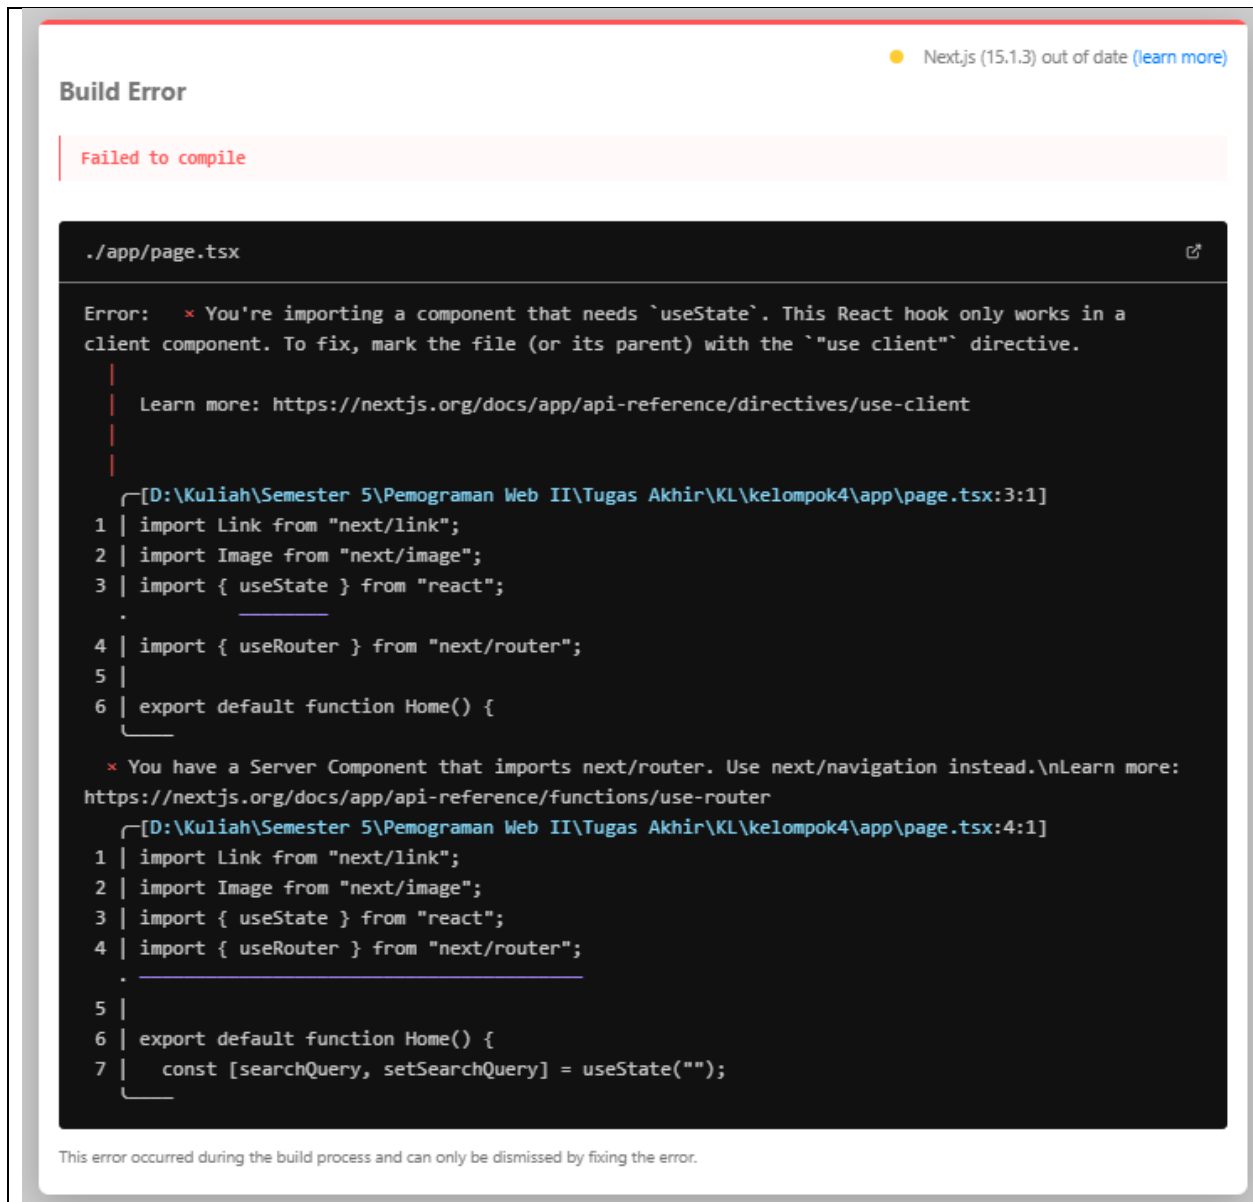 Next.js (15.1.3) out of date (learn more)
Build Error
Failed to compile
./app/page.tsx
Error:   × You're importing a component that needs `useState`. This React hook only works in a
client component. To fix, mark the file (or its parent) with the `"use client"` directive.
|
|  Learn more: https://nextjs.org/docs/app/api-reference/directives/use-client
|
|
╭─[D:\Kuliah\Semester 5\Pemograman Web II\Tugas Akhir\KL\kelompok4\app\page.tsx:3:1]
1 | import Link from "next/link";
2 | import Image from "next/image";
3 | import { useState } from "react";
.          ────────
4 | import { useRouter } from "next/router";
5 |
6 | export default function Home() {
╰────
× You have a Server Component that imports next/router. Use next/navigation instead.\nLearn more:
https://nextjs.org/docs/app/api-reference/functions/use-router
╭─[D:\Kuliah\Semester 5\Pemograman Web II\Tugas Akhir\KL\kelompok4\app\page.tsx:4:1]
1 | import Link from "next/link";
2 | import Image from "next/image";
3 | import { useState } from "react";
4 | import { useRouter } from "next/router";
. ────────────────────────────────────────
5 |
6 | export default function Home() {
7 |   const [searchQuery, setSearchQuery] = useState("");
╰────
This error occurred during the build process and can only be dismissed by fixing the error.